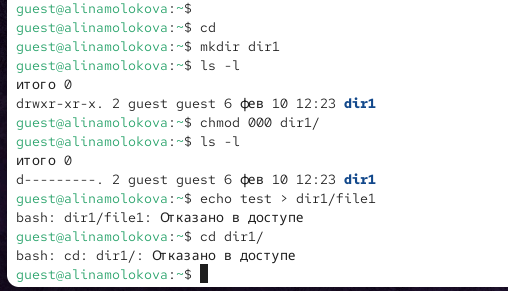 guest@alinamolokova:~$
guest@alinamolokova:~$ cd
guest@alinamolokova:~$ mkdir dir1
guest@alinamolokova:~$ ls -l
итого 0
drwxr-xr-x. 2 guest guest 6 фев 10 12:23 dir1
guest@alinamolokova:~$ chmod 000 dir1/
guest@alinamolokova:~$ ls -l
итого 0
d---------. 2 guest guest 6 фев 10 12:23 dir1
guest@alinamolokova:~$ echo test > dir1/file1
bash: dir1/file1: Отказано в доступе
guest@alinamolokova:~$ cd dir1/
bash: cd: dir1/: Отказано в доступе
guest@alinamolokova:~$